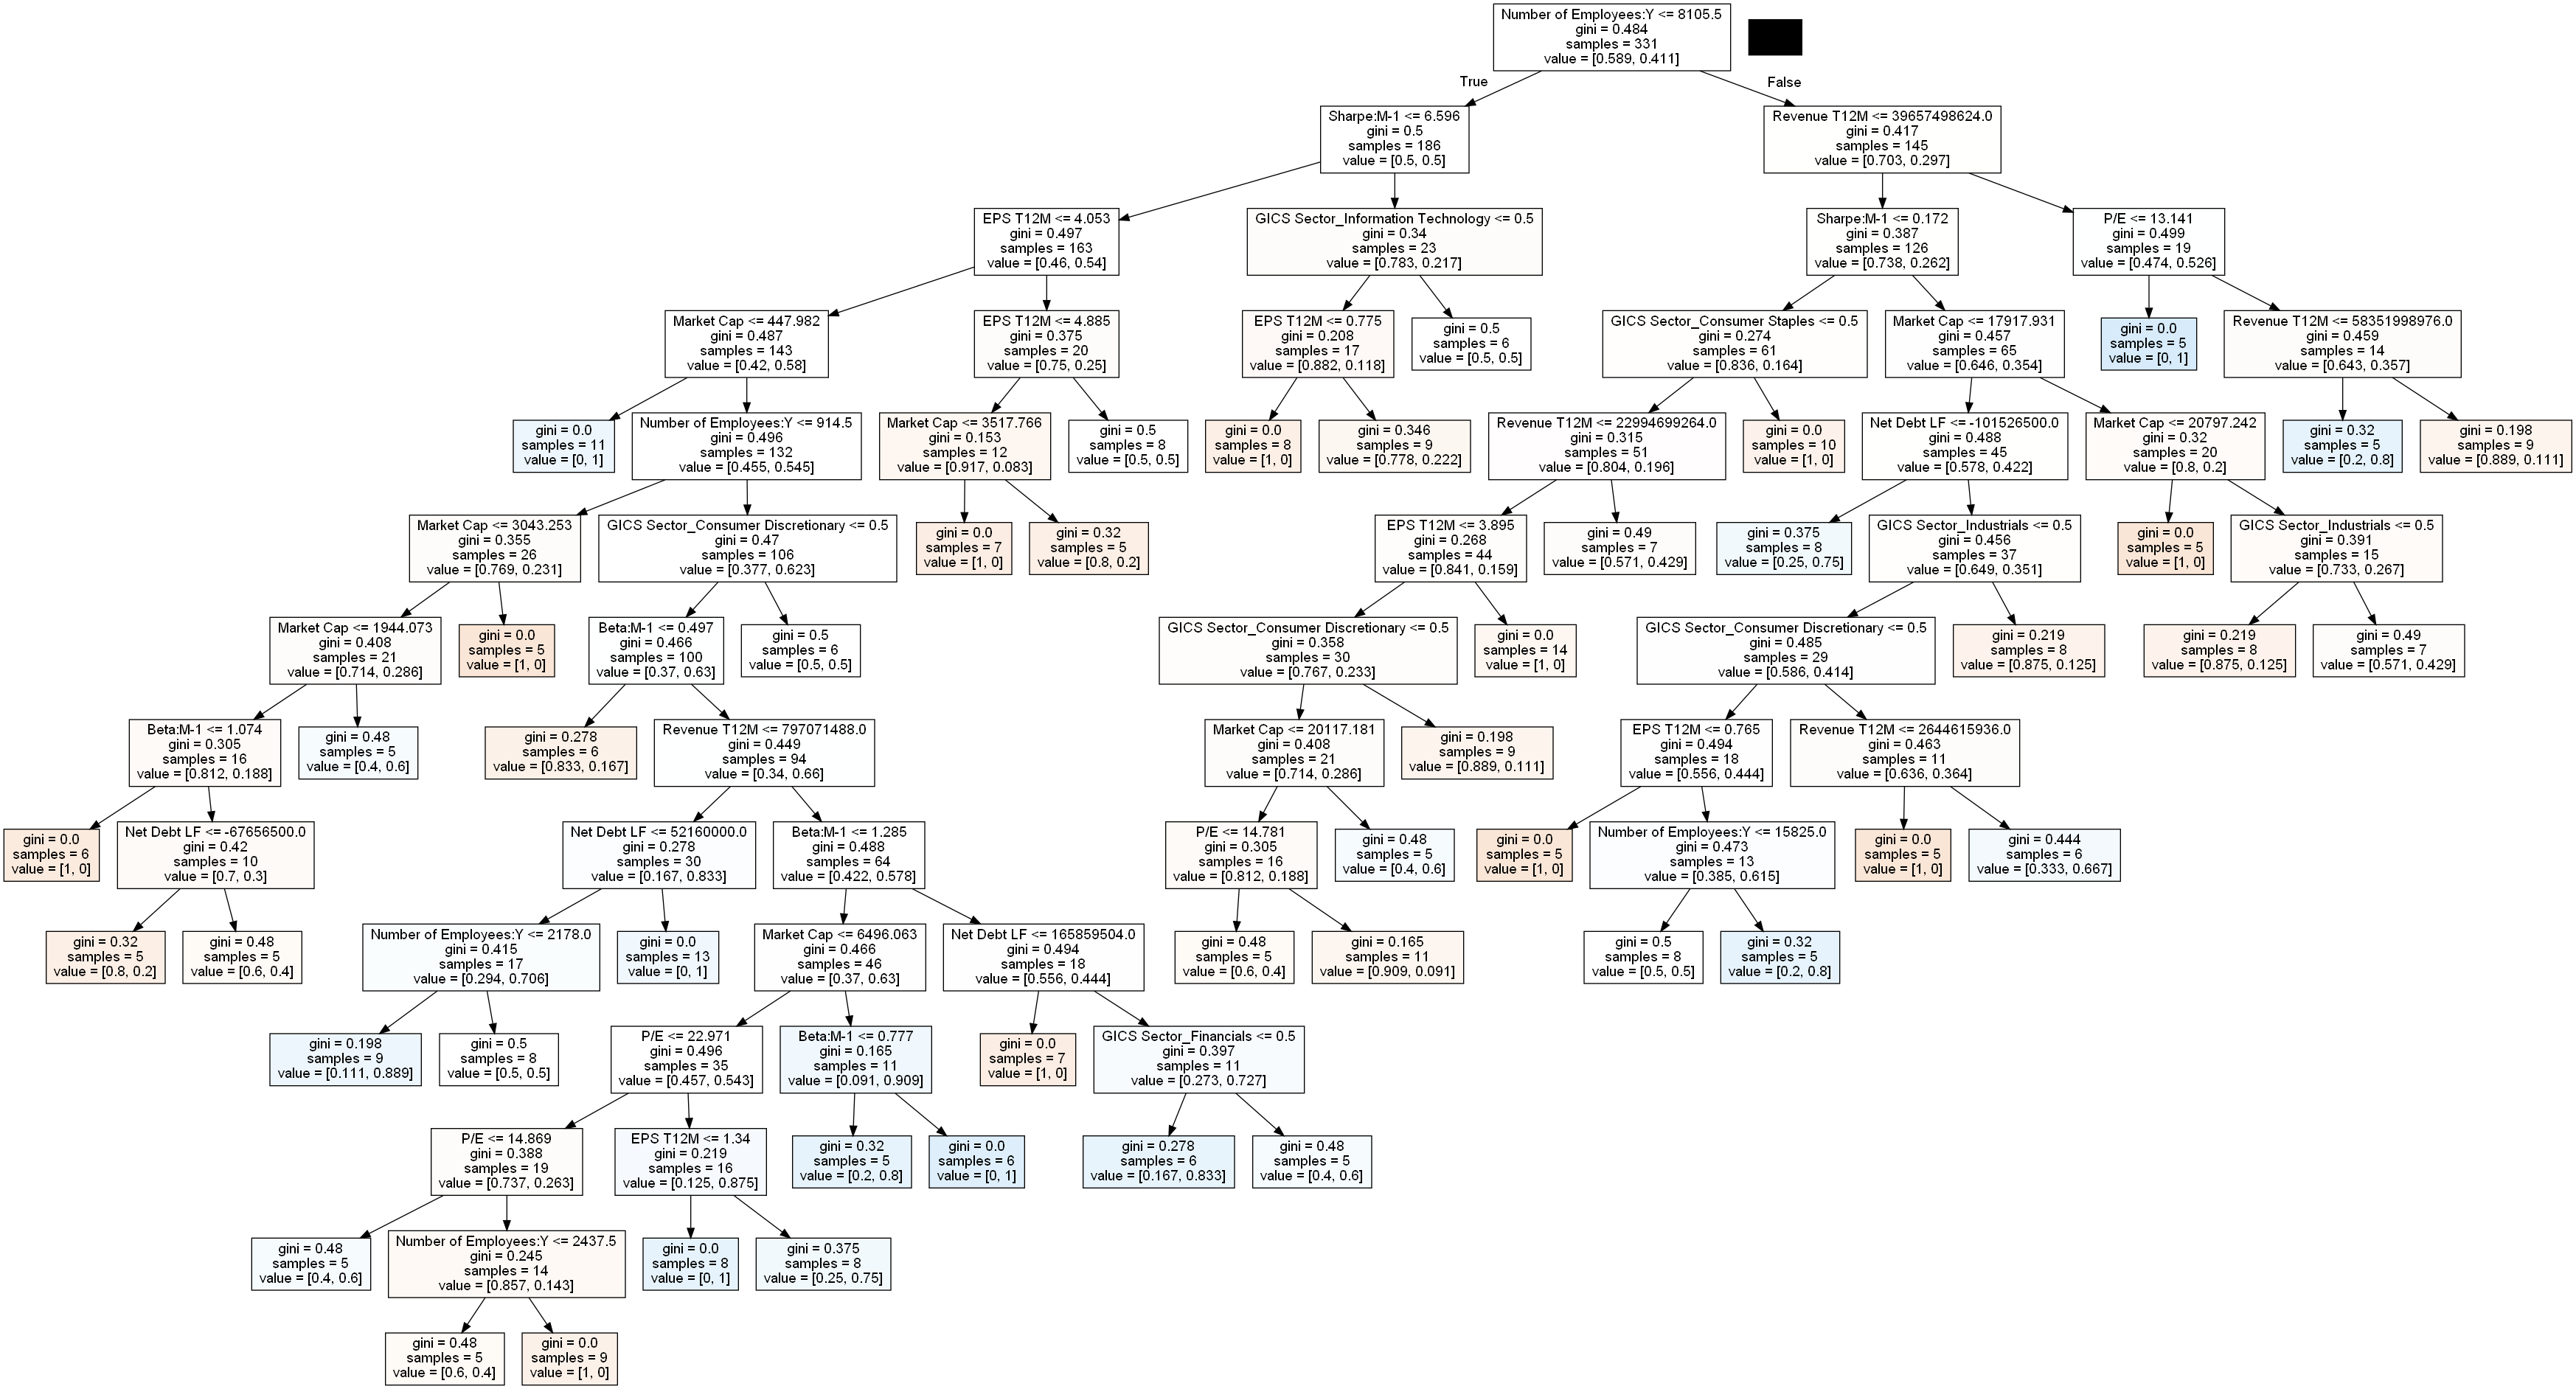 Number of Employees:Y <= 8105.5
gini = 0.484
samples = 331
value = [0.589, 0.411]
True
False
Sharpe:M-1 <= 6.596
gini = 0.5
samples = 186
value = [0.5, 0.5]
Revenue T12M <= 39657498624.0
gini = 0.417
samples = 145
value = [0.703, 0.297]
EPS T12M <= 4.053
gini = 0.497
samples = 163
value = [0.46, 0.54]
GICS Sector_Information Technology <= 0.5
gini = 0.34
samples = 23
value = [0.783, 0.217]
Sharpe:M-1 <= 0.172
gini = 0.387
samples = 126
value = [0.738, 0.262]
P/E <= 13.141
gini = 0.499
samples = 19
value = [0.474, 0.526]
Market Cap <= 447.982
gini = 0.487
samples = 143
value = [0.42, 0.58]
EPS T12M <= 4.885
gini = 0.375
samples = 20
value = [0.75, 0.25]
EPS T12M <= 0.775
gini = 0.208
samples = 17
value = [0.882, 0.118]
gini = 0.5
samples = 6
value = [0.5, 0.5]
GICS Sector_Consumer Staples <= 0.5
gini = 0.274
samples = 61
value = [0.836, 0.164]
Market Cap <= 17917.931
gini = 0.457
samples = 65
value = [0.646, 0.354]
gini = 0.0
samples = 5
value = [0, 1]
Revenue T12M <= 58351998976.0
gini = 0.459
samples = 14
value = [0.643, 0.357]
gini = 0.0
samples = 11
value = [0, 1]
Number of Employees:Y <= 914.5
gini = 0.496
samples = 132
value = [0.455, 0.545]
Market Cap <= 3517.766
gini = 0.153
samples = 12
value = [0.917, 0.083]
gini = 0.5
samples = 8
value = [0.5, 0.5]
gini = 0.0
samples = 8
value = [1, 0]
gini = 0.346
samples = 9
value = [0.778, 0.222]
Revenue T12M <= 22994699264.0
gini = 0.315
samples = 51
value = [0.804, 0.196]
gini = 0.0
samples = 10
value = [1, 0]
Net Debt LF <= -101526500.0
gini = 0.488
samples = 45
value = [0.578, 0.422]
Market Cap <= 20797.242
gini = 0.32
samples = 20
value = [0.8, 0.2]
gini = 0.32
samples = 5
value = [0.2, 0.8]
gini = 0.198
samples = 9
value = [0.889, 0.111]
Market Cap <= 3043.253
gini = 0.355
samples = 26
value = [0.769, 0.231]
GICS Sector_Consumer Discretionary <= 0.5
gini = 0.47
samples = 106
value = [0.377, 0.623]
gini = 0.0
samples = 7
value = [1, 0]
gini = 0.32
samples = 5
value = [0.8, 0.2]
EPS T12M <= 3.895
gini = 0.268
samples = 44
value = [0.841, 0.159]
gini = 0.49
samples = 7
value = [0.571, 0.429]
gini = 0.375
samples = 8
value = [0.25, 0.75]
GICS Sector_Industrials <= 0.5
gini = 0.456
samples = 37
value = [0.649, 0.351]
gini = 0.0
samples = 5
value = [1, 0]
GICS Sector_Industrials <= 0.5
gini = 0.391
samples = 15
value = [0.733, 0.267]
Market Cap <= 1944.073
gini = 0.408
samples = 21
value = [0.714, 0.286]
gini = 0.0
samples = 5
value = [1, 0]
Beta:M-1 <= 0.497
gini = 0.466
samples = 100
value = [0.37, 0.63]
gini = 0.5
samples = 6
value = [0.5, 0.5]
GICS Sector_Consumer Discretionary <= 0.5
gini = 0.358
samples = 30
value = [0.767, 0.233]
gini = 0.0
samples = 14
value = [1, 0]
GICS Sector_Consumer Discretionary <= 0.5
gini = 0.485
samples = 29
value = [0.586, 0.414]
gini = 0.219
samples = 8
value = [0.875, 0.125]
gini = 0.219
samples = 8
value = [0.875, 0.125]
gini = 0.49
samples = 7
value = [0.571, 0.429]
Beta:M-1 <= 1.074
gini = 0.305
samples = 16
value = [0.812, 0.188]
gini = 0.48
samples = 5
value = [0.4, 0.6]
gini = 0.278
samples = 6
value = [0.833, 0.167]
Revenue T12M <= 797071488.0
gini = 0.449
samples = 94
value = [0.34, 0.66]
Market Cap <= 20117.181
gini = 0.408
samples = 21
value = [0.714, 0.286]
gini = 0.198
samples = 9
value = [0.889, 0.111]
EPS T12M <= 0.765
gini = 0.494
samples = 18
value = [0.556, 0.444]
Revenue T12M <= 2644615936.0
gini = 0.463
samples = 11
value = [0.636, 0.364]
gini = 0.0
samples = 6
value = [1, 0]
Net Debt LF <= -67656500.0
gini = 0.42
samples = 10
value = [0.7, 0.3]
Net Debt LF <= 52160000.0
gini = 0.278
samples = 30
value = [0.167, 0.833]
Beta:M-1 <= 1.285
gini = 0.488
samples = 64
value = [0.422, 0.578]
P/E <= 14.781
gini = 0.305
samples = 16
value = [0.812, 0.188]
gini = 0.48
samples = 5
value = [0.4, 0.6]
gini = 0.0
samples = 5
value = [1, 0]
Number of Employees:Y <= 15825.0
gini = 0.473
samples = 13
value = [0.385, 0.615]
gini = 0.0
samples = 5
value = [1, 0]
gini = 0.444
samples = 6
value = [0.333, 0.667]
gini = 0.32
samples = 5
value = [0.8, 0.2]
gini = 0.48
samples = 5
value = [0.6, 0.4]
Number of Employees:Y <= 2178.0
gini = 0.415
samples = 17
value = [0.294, 0.706]
gini = 0.0
samples = 13
value = [0, 1]
Market Cap <= 6496.063
gini = 0.466
samples = 46
value = [0.37, 0.63]
Net Debt LF <= 165859504.0
gini = 0.494
samples = 18
value = [0.556, 0.444]
gini = 0.48
samples = 5
value = [0.6, 0.4]
gini = 0.165
samples = 11
value = [0.909, 0.091]
gini = 0.5
samples = 8
value = [0.5, 0.5]
gini = 0.32
samples = 5
value = [0.2, 0.8]
gini = 0.198
samples = 9
value = [0.111, 0.889]
gini = 0.5
samples = 8
value = [0.5, 0.5]
P/E <= 22.971
gini = 0.496
samples = 35
value = [0.457, 0.543]
Beta:M-1 <= 0.777
gini = 0.165
samples = 11
value = [0.091, 0.909]
gini = 0.0
samples = 7
value = [1, 0]
GICS Sector_Financials <= 0.5
gini = 0.397
samples = 11
value = [0.273, 0.727]
P/E <= 14.869
gini = 0.388
samples = 19
value = [0.737, 0.263]
EPS T12M <= 1.34
gini = 0.219
samples = 16
value = [0.125, 0.875]
gini = 0.32
samples = 5
value = [0.2, 0.8]
gini = 0.0
samples = 6
value = [0, 1]
gini = 0.278
samples = 6
value = [0.167, 0.833]
gini = 0.48
samples = 5
value = [0.4, 0.6]
gini = 0.48
samples = 5
value = [0.4, 0.6]
Number of Employees:Y <= 2437.5
gini = 0.245
samples = 14
value = [0.857, 0.143]
gini = 0.0
samples = 8
value = [0, 1]
gini = 0.375
samples = 8
value = [0.25, 0.75]
gini = 0.48
samples = 5
value = [0.6, 0.4]
gini = 0.0
samples = 9
value = [1, 0]